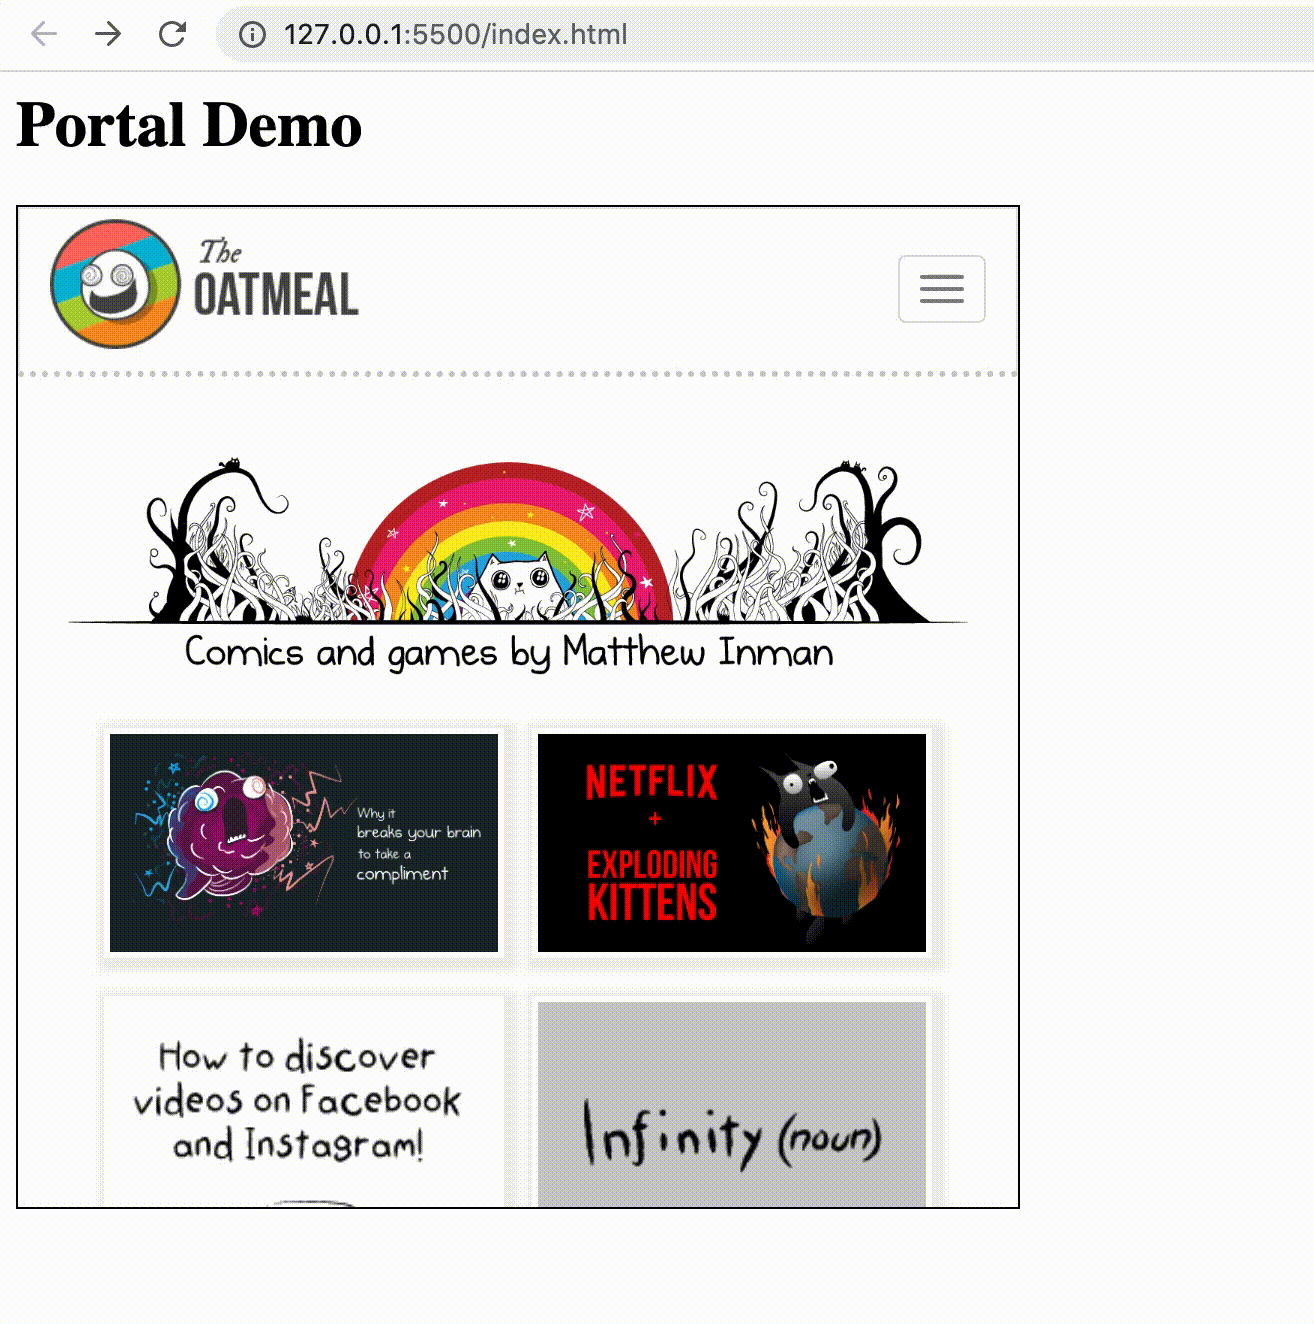 127.0.0.1:5500/index.html
Portal Demo
The
OATMEAL
Comics and games by Matthew Inman
Why it
breaks your brain
to take a
compliment
NETFLIX
+
EXPLODING
KITTENS
How to discover
videos on Facebook
and Instagram!
Infinity (noun)